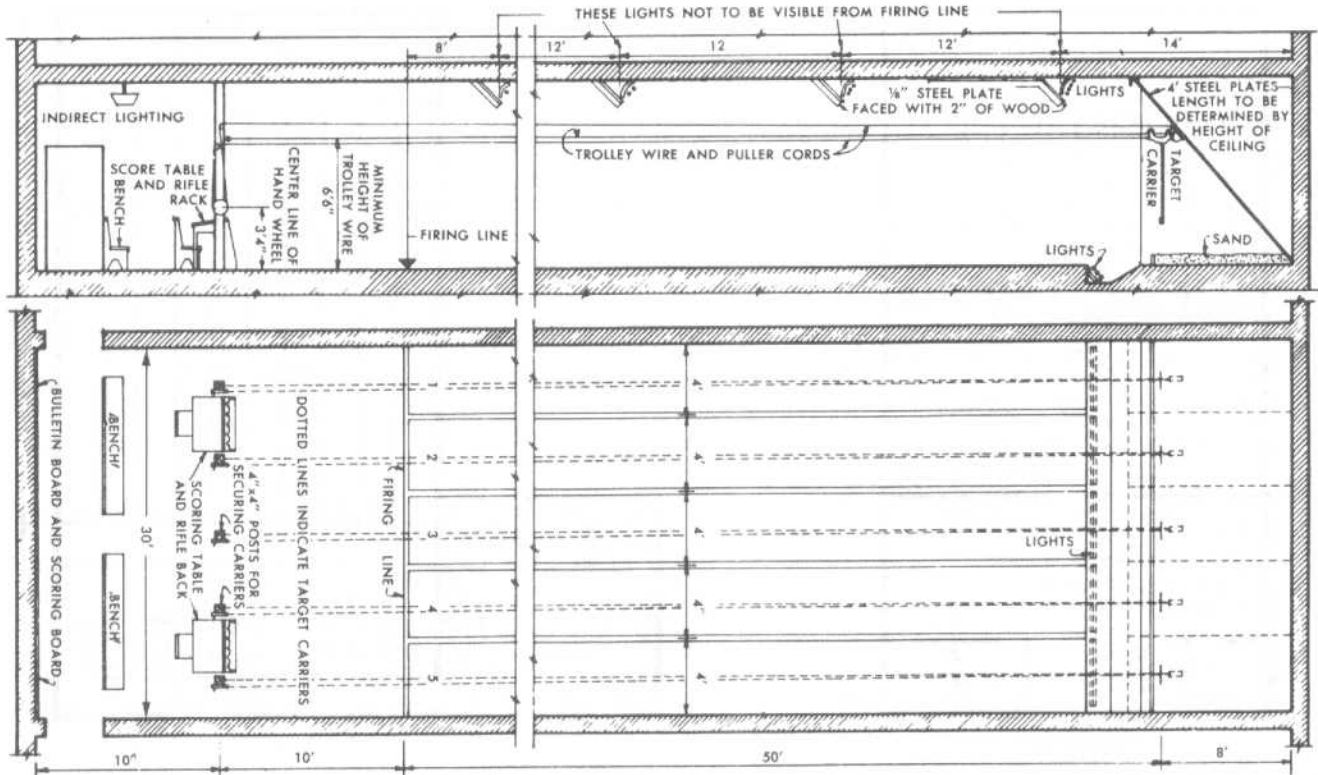 THESE LIGHTS NOT TO BE VISIBLE FROM FIRING LINE
8'
12'
12
12'
14'
INDIRECT LIGHTING
SCORE TABLE
AND RIFLE
RACK
BENCH
CENTER LINE OF
HAND WHEEL
3'4"
MINIMUM
HEIGHT OF
TROLLEY WIRE
6'6"
FIRING LINE
TROLLEY WIRE AND PULLER CORDS
⅛" STEEL PLATE
FACED WITH 2" OF WOOD
LIGHTS
4' STEEL PLATES
LENGTH TO BE
DETERMINED BY
HEIGHT OF
CEILING
TARGET
CARRIER
LIGHTS
SAND
BULLETIN BOARD AND SCORING BOARD
BENCH
BENCH
30'
SCORING TABLE
AND RIFLE BACK
4"x4" POSTS FOR
SECURING CARRIERS
DOTTED LINES INDICATE TARGET CARRIERS
FIRING LINE
1
2
3
4
5
LIGHTS
10"
10'
50'
8'